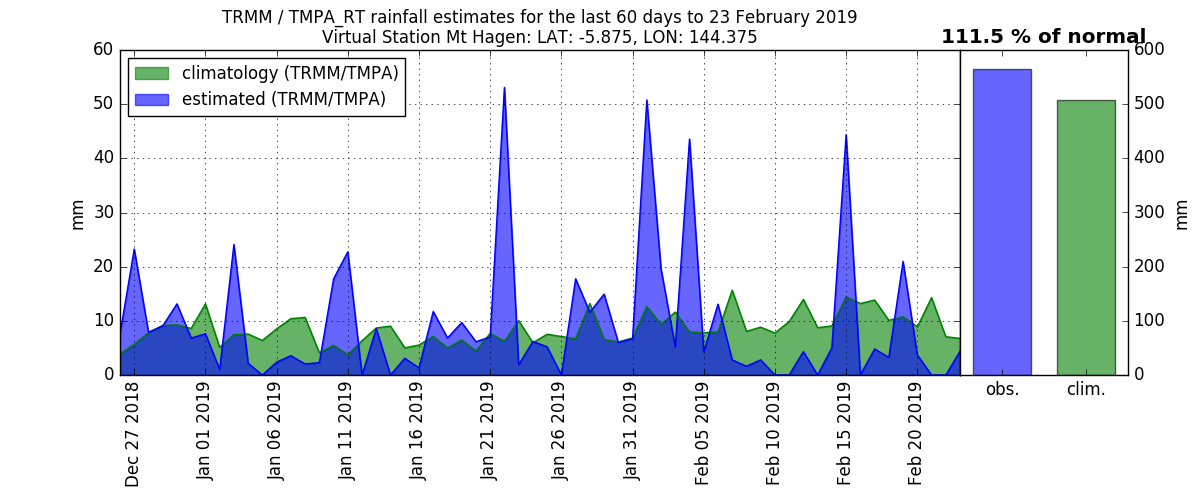 TRMM / TMPA_RT rainfall estimates for the last 60 days to 23 February 2019
Virtual Station Mt Hagen: LAT: -5.875, LON: 144.375
111.5 % of normal
climatology (TRMM/TMPA)
estimated (TRMM/TMPA)
60
50
40
30
20
10
0
mm
Dec 27 2018
Jan 01 2019
Jan 06 2019
Jan 11 2019
Jan 16 2019
Jan 21 2019
Jan 26 2019
Jan 31 2019
Feb 05 2019
Feb 10 2019
Feb 15 2019
Feb 20 2019
obs.
clim.
600
500
400
300
200
100
0
mm